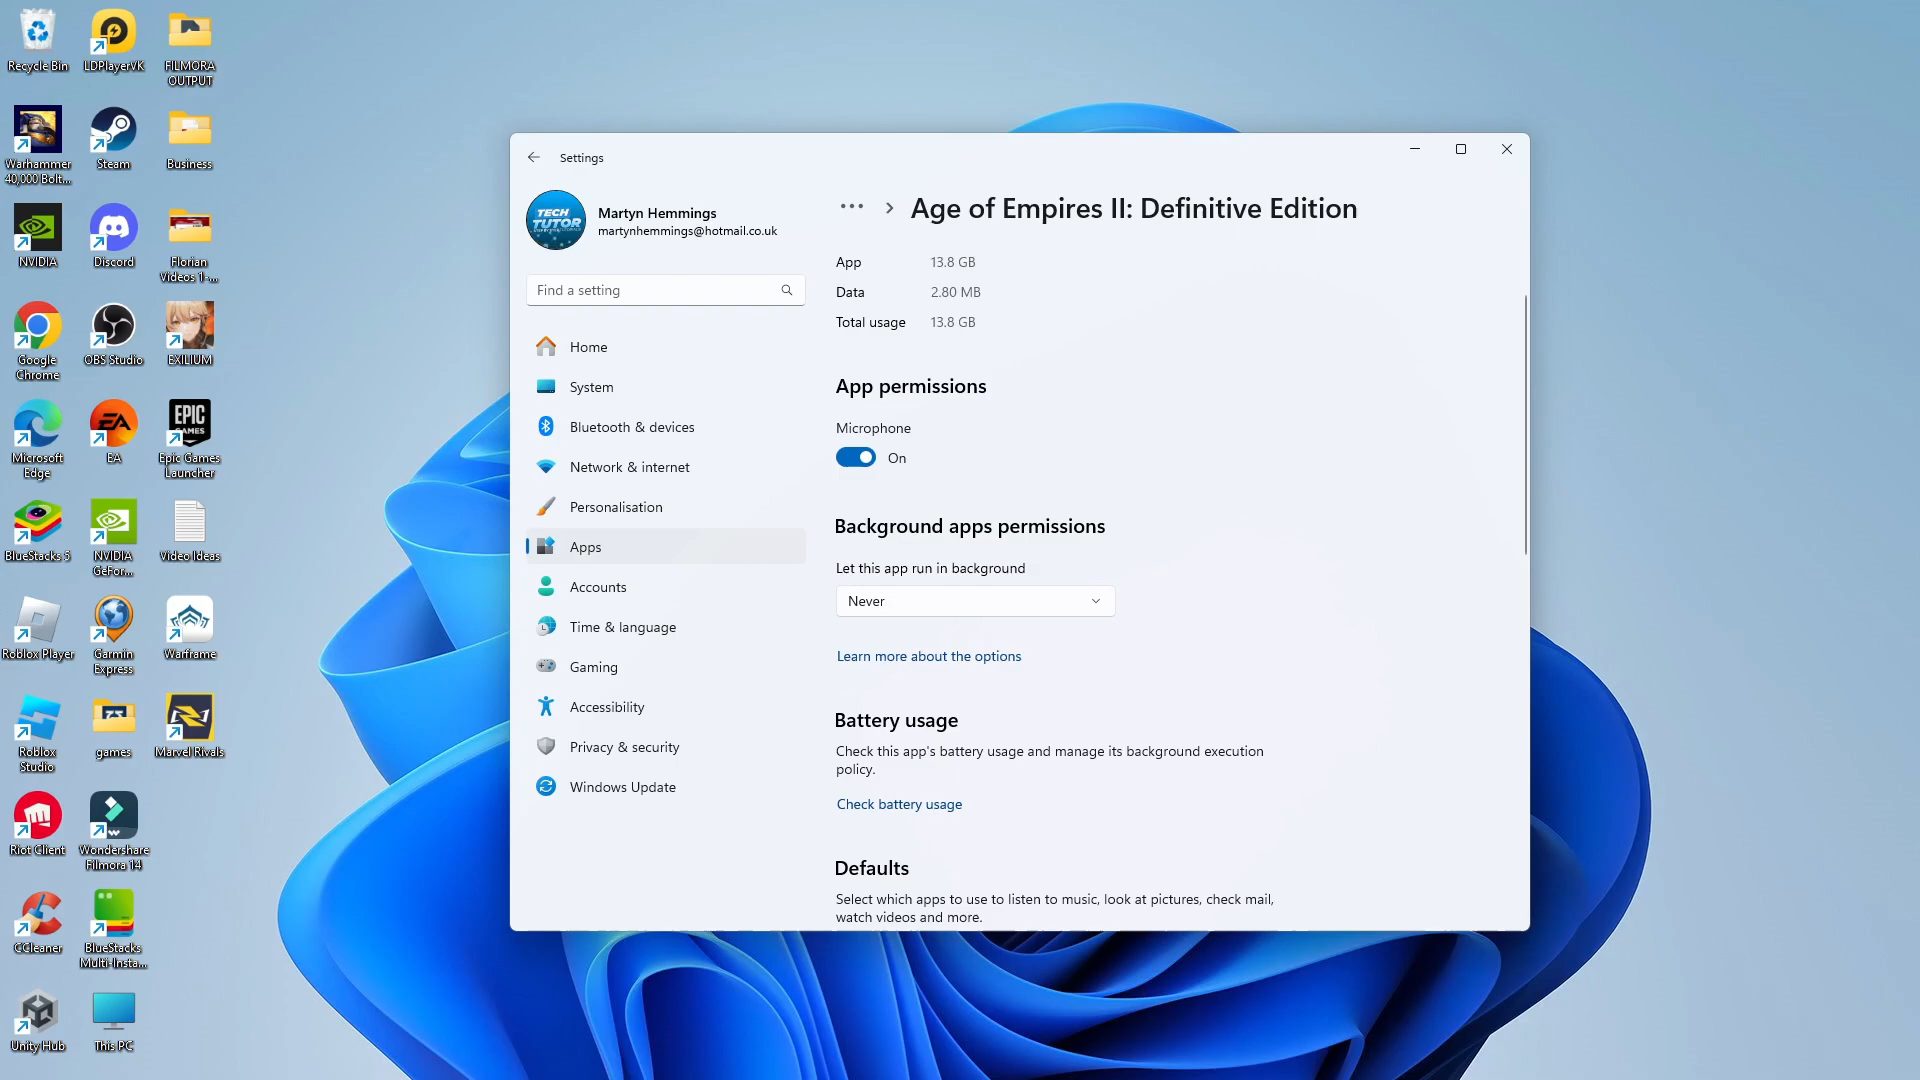 Recycle Bin
LDPlayerVK
FILMORA
OUTPUT
Warhammer
40,000 Bolt...
Steam
Business
NVIDIA
Discord
Florian
Videos 1-...
Google
Chrome
OBS Studio
EXILIUM
Microsoft
Edge
EA
EA
EPIC
GAMES
Epic Games
Launcher
BlueStacks 5
NVIDIA
GeFor...
Video Ideas
Roblox Player
Garmin
Express
Warframe
Roblox
Studio
games
Marvel Rivals
Riot Client
Wondershare
Filmora 14
CCleaner
BlueStacks
Multi-Insta...
Unity Hub
This PC
Settings
TECH
TUTOR
Martyn Hemmings
martynhemmings@hotmail.co.uk
Find a setting
Home
System
Bluetooth & devices
Network & internet
Personalisation
Apps
Accounts
Time & language
Gaming
Accessibility
Privacy & security
Windows Update
Age of Empires II: Definitive Edition
App 13.8 GB
Data 2.80 MB
Total usage 13.8 GB
App permissions
Microphone
On
Background apps permissions
Let this app run in background
Never
Learn more about the options
Battery usage
Check this app's battery usage and manage its background execution
policy.
Check battery usage
Defaults
Select which apps to use to listen to music, look at pictures, check mail,
watch videos and more.